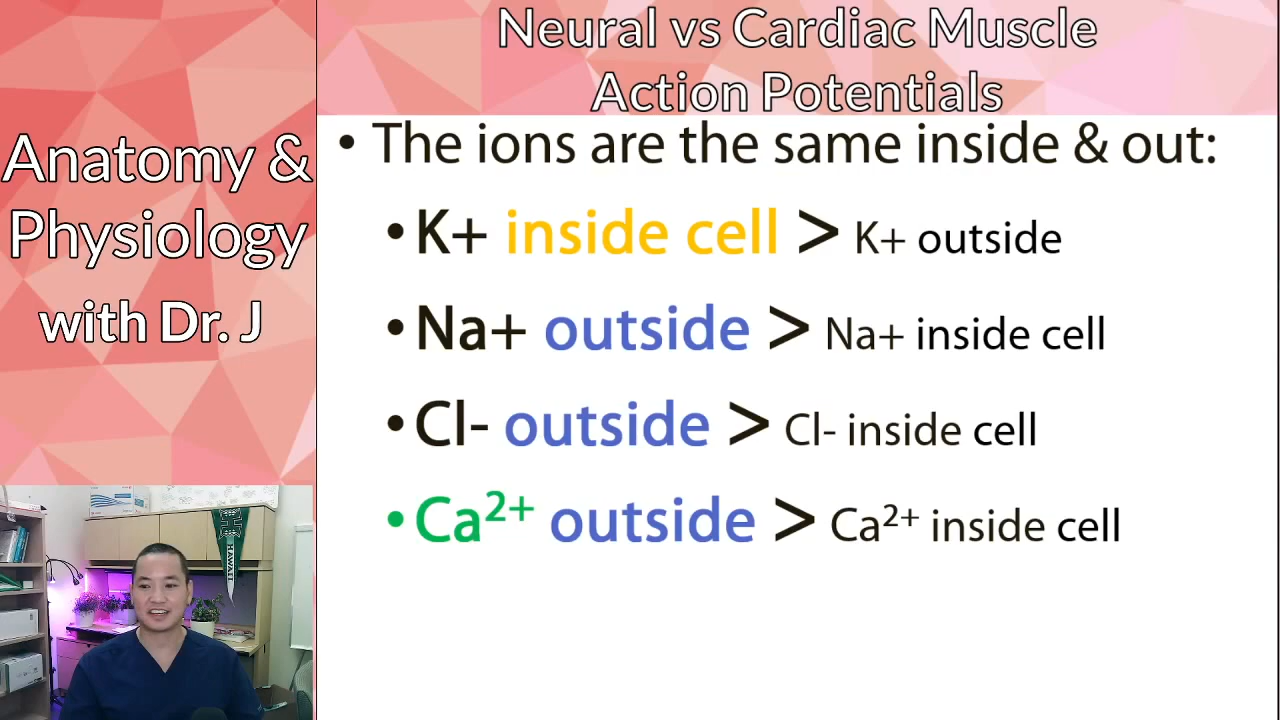 Anatomy &
Physiology
with Dr. J
Neural vs Cardiac Muscle
Action Potentials
• The ions are the same inside & out:
• K+ inside cell > K+ outside
• Na+ outside > Na+ inside cell
• Cl- outside > Cl- inside cell
• Ca²⁺ outside > Ca²⁺ inside cell
H
HAWAII